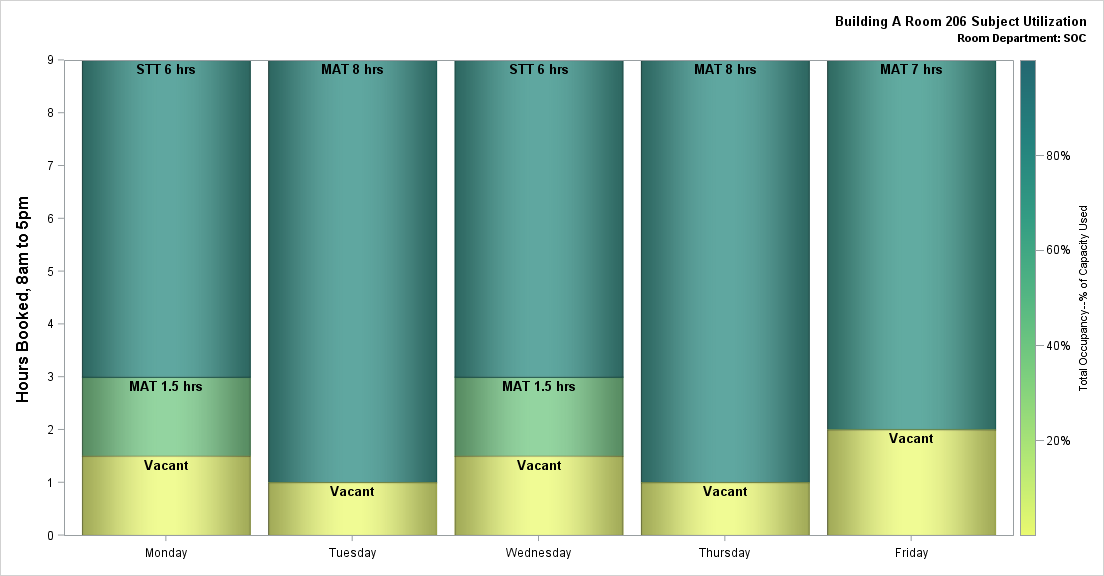 Building A Room 206 Subject Utilization
Room Department: SOC
Hours Booked, 8am to 5pm
9
8
7
6
5
4
3
2
1
0
STT 6 hrs
MAT 1.5 hrs
Vacant
MAT 8 hrs
Vacant
STT 6 hrs
MAT 1.5 hrs
Vacant
MAT 8 hrs
Vacant
MAT 7 hrs
Vacant
Monday
Tuesday
Wednesday
Thursday
Friday
80%
60%
40%
20%
Total Occupancy--% of Capacity Used